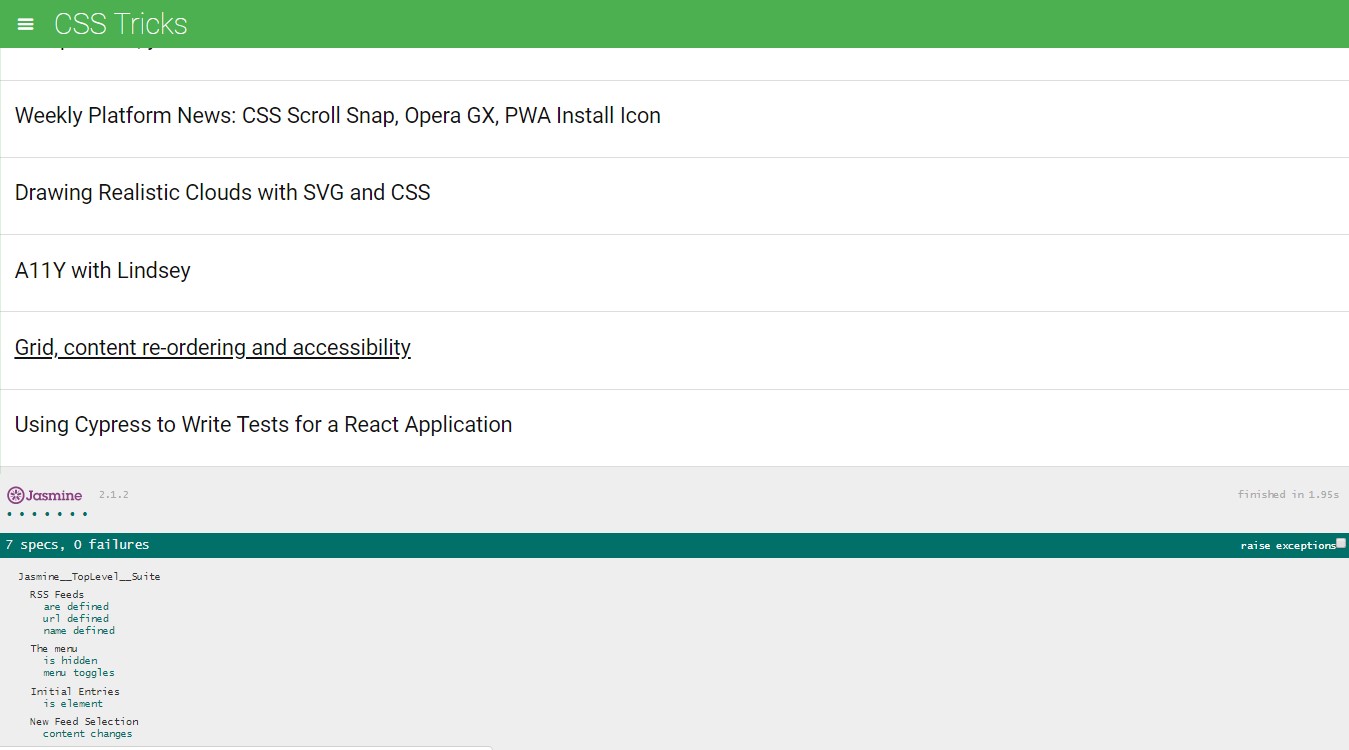 CSS Tricks
Weekly Platform News: CSS Scroll Snap, Opera GX, PWA Install Icon
Drawing Realistic Clouds with SVG and CSS
A11Y with Lindsey
Grid, content re-ordering and accessibility
Using Cypress to Write Tests for a React Application
Jasmine 2.1.2 finished in 1.95s
7 specs, 0 failures raise exceptions
Jasmine__TopLevel__Suite
RSS Feeds
are defined
url defined
name defined
The menu
is hidden
menu toggles
Initial Entries
is element
New Feed Selection
content changes